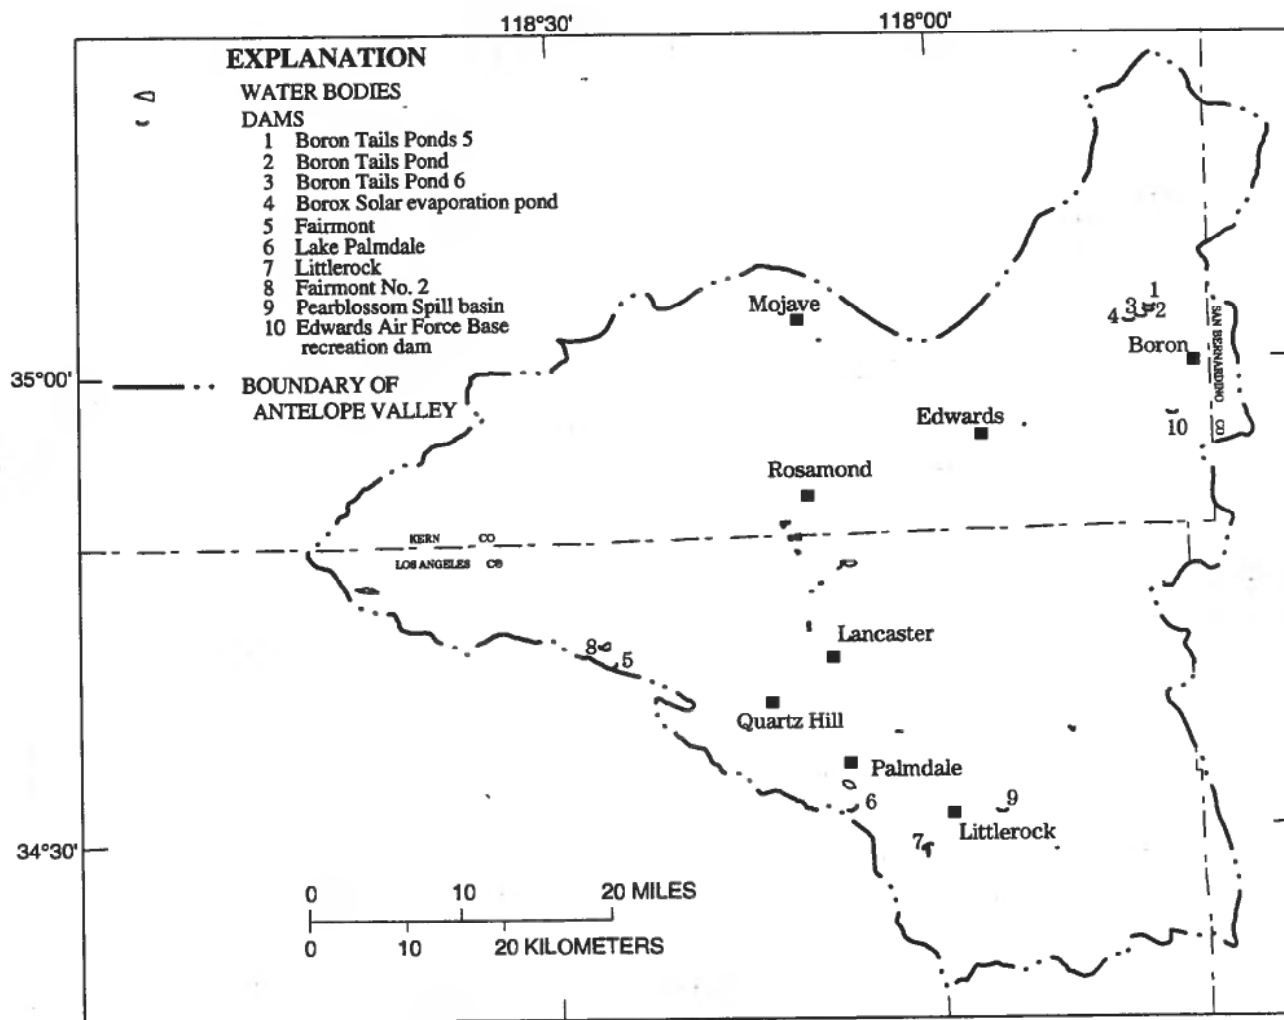 118°30'
118°00'
EXPLANATION
WATER BODIES
DAMS
1 Boron Tails Ponds 5
2 Boron Tails Pond
3 Boron Tails Pond 6
4 Borox Solar evaporation pond
5 Fairmont
6 Lake Palmdale
7 Littlerock
8 Fairmont No. 2
9 Pearblossom Spill basin
10 Edwards Air Force Base
recreation dam
BOUNDARY OF
ANTELOPE VALLEY
35°00'
34°30'
Mojave
1
3 2
4
Boron
SAN BERNARDINO CO
10
Edwards
Rosamond
KERN CO
LOS ANGELES CO
8
5
Lancaster
Quartz Hill
Palmdale
6
9
Littlerock
7
0 10 20 MILES
0 10 20 KILOMETERS